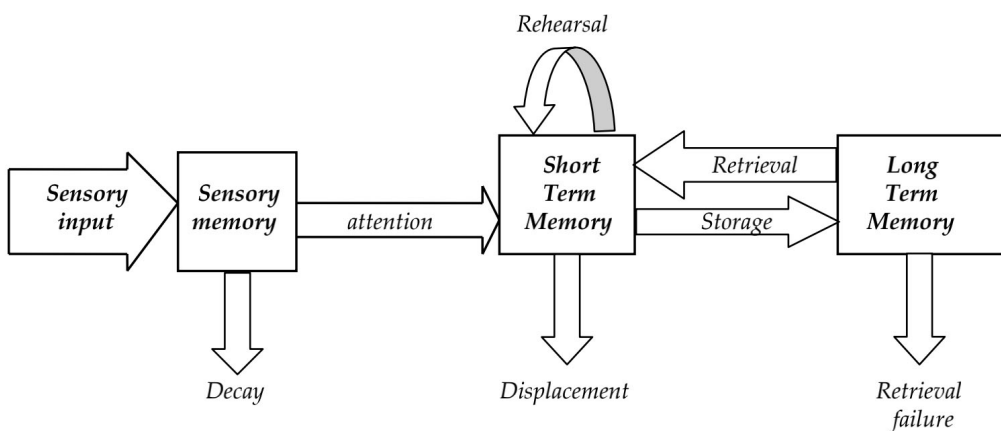 Rehearsal
Sensory
input
Sensory
memory
attention
Short
Term
Memory
Retrieval
Storage
Long
Term
Memory
Decay
Displacement
Retrieval
failure